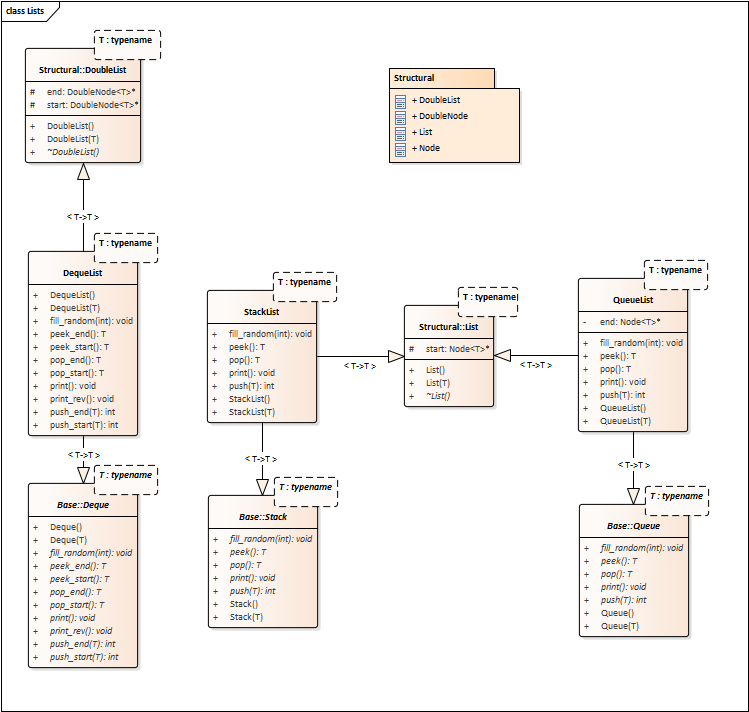 class Lists
T : typename
Structural::DoubleList
# end: DoubleNode<T>*
# start: DoubleNode<T>*
+ DoubleList()
+ DoubleList(T)
+ ~DoubleList()
Structural
+ DoubleList
+ DoubleNode
+ List
+ Node
< T->T >
T : typename
DequeList
+ DequeList()
+ DequeList(T)
+ fill_random(int): void
+ peek_end(): T
+ peek_start(): T
+ pop_end(): T
+ pop_start(): T
+ print(): void
+ print_rev(): void
+ push_end(T): int
+ push_start(T): int
T : typename
StackList
+ fill_random(int): void
+ peek(): T
+ pop(): T
+ print(): void
+ push(T): int
+ StackList()
+ StackList(T)
< T->T >
T : typename
Structural::List
# start: Node<T>*
+ List()
+ List(T)
+ ~List()
< T->T >
T : typename
QueueList
- end: Node<T>*
+ fill_random(int): void
+ peek(): T
+ pop(): T
+ print(): void
+ push(T): int
+ QueueList()
+ QueueList(T)
< T->T >
T : typename
Base::Deque
+ Deque()
+ Deque(T)
+ fill_random(int): void
+ peek_end(): T
+ peek_start(): T
+ pop_end(): T
+ pop_start(): T
+ print(): void
+ print_rev(): void
+ push_end(T): int
+ push_start(T): int
< T->T >
T : typename
Base::Stack
+ fill_random(int): void
+ peek(): T
+ pop(): T
+ print(): void
+ push(T): int
+ Stack()
+ Stack(T)
< T->T >
T : typename
Base::Queue
+ fill_random(int): void
+ peek(): T
+ pop(): T
+ print(): void
+ push(T): int
+ Queue()
+ Queue(T)